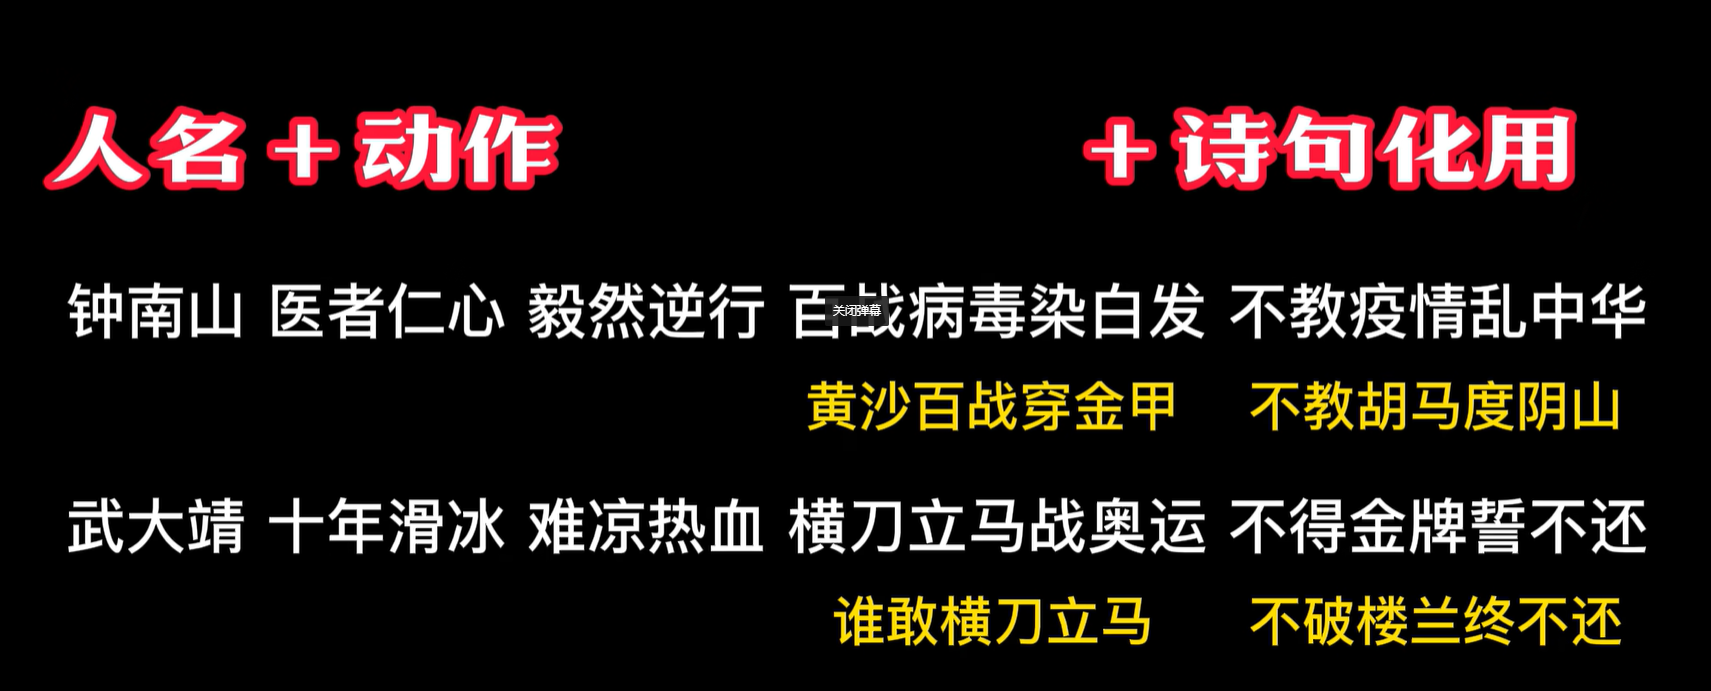 人名+动作 +诗句化用
钟南山 医者仁心 毅然逆行 百战病毒染白发 不教疫情乱中华
关闭弹幕
黄沙百战穿金甲 不教胡马度阴山
武大靖 十年滑冰 难凉热血 横刀立马战奥运 不得金牌誓不还
谁敢横刀立马 不破楼兰终不还